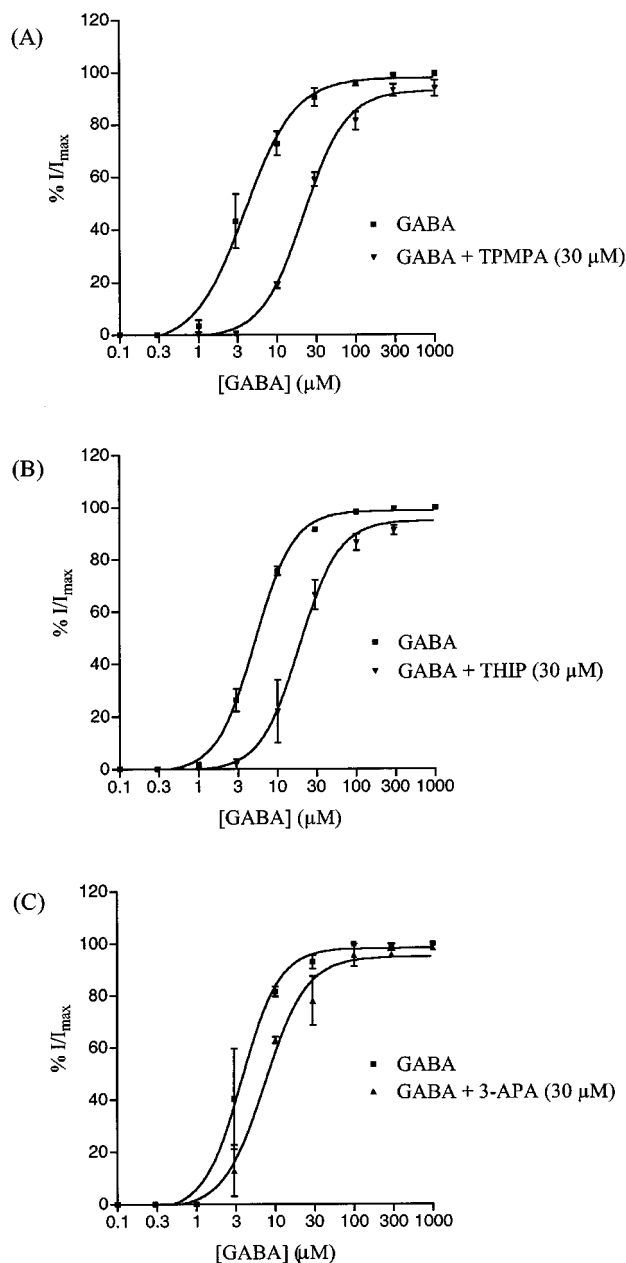 (A)
120
100
80
60
40
20
0
% I/Imax
GABA
GABA + TPMPA (30 µM)
0.1 0.3 1 3 10 30 100 300 1000
[GABA] (µM)
(B)
120
100
80
60
40
20
0
% I/Imax
GABA
GABA + THIP (30 µM)
0.1 0.3 1 3 10 30 100 300 1000
[GABA] (µM)
(C)
120
100
80
60
40
20
0
% I/Imax
GABA
GABA + 3-APA (30 µM)
0.1 0.3 1 3 10 30 100 300 1000
[GABA] (µM)